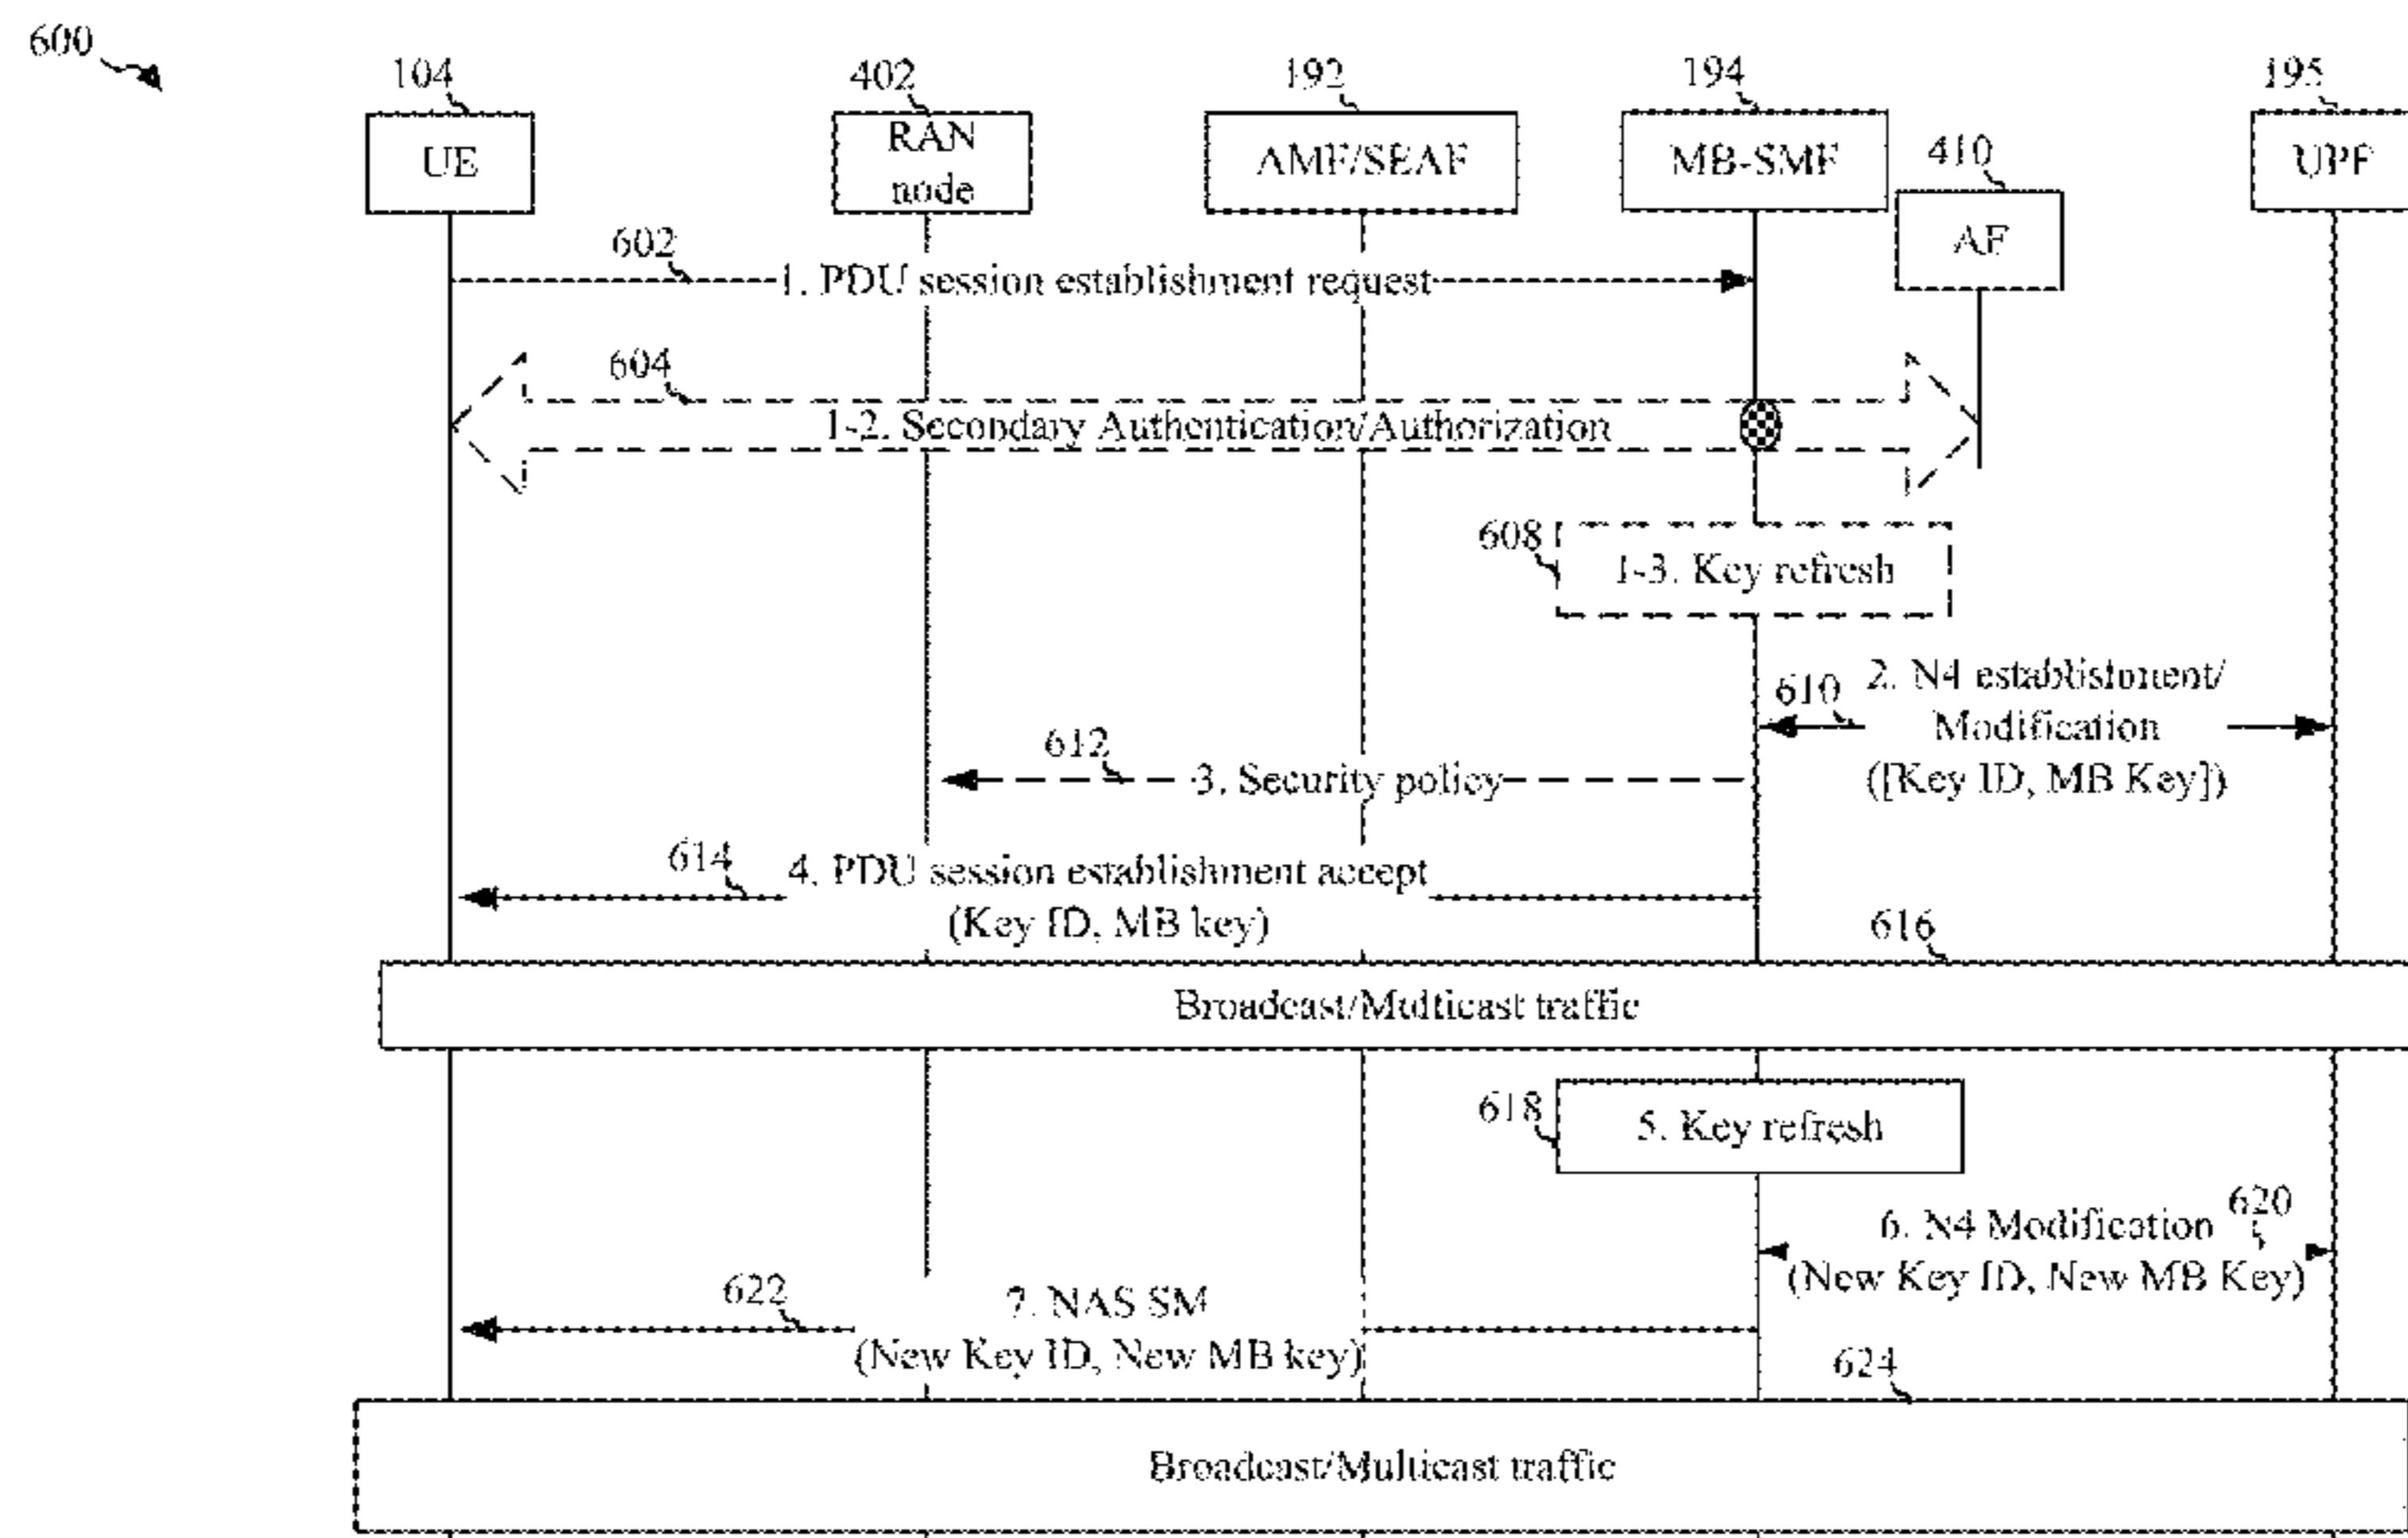 600
104
402
192
194
195
UE
RAN
node
AMF/SEAF
MB-SMF
410
AF
UPF
602
1. PDU session establishment request
604
1-2. Secondary Authentication/Authorization
608
1-3. Key refresh
610
2. N4 establishment/
Modification
([Key ID, MB Key])
612
3. Security policy
614
4. PDU session establishment accept
(Key ID, MB key)
616
Broadcast/Multicast traffic
618
5. Key refresh
620
6. N4 Modification
(New Key ID, New MB Key)
622
7. NAS SM
(New Key ID, New MB key)
624
Broadcast/Multicast traffic